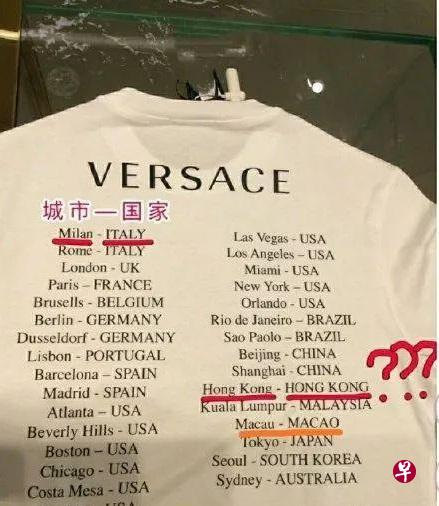 VERSACE
城市—国家
Milan - ITALY
Rome - ITALY
London - UK
Paris – FRANCE
Brusells - BELGIUM
Berlin - GERMANY
Dusseldorf - GERMANY
Lisbon - PORTUGAL
Barcelona – SPAIN
Madrid - SPAIN
Atlanta – USA
Beverly Hills - USA
Boston – USA
Chicago - USA
Costa Mesa - USA
Las Vegas - USA
Los Angeles – USA
Miami - USA
New York – USA
Orlando - USA
Rio de Janeiro – BRAZIL
Sao Paolo – BRAZIL
Beijing - CHINA
Shanghai - CHINA
???
Hong Kong - HONG KONG
Kuala Lumpur - MALAYSIA
Macau - MACAO
Tokyo - JAPAN
Seoul - SOUTH KOREA
Sydney - AUSTRALIA
早